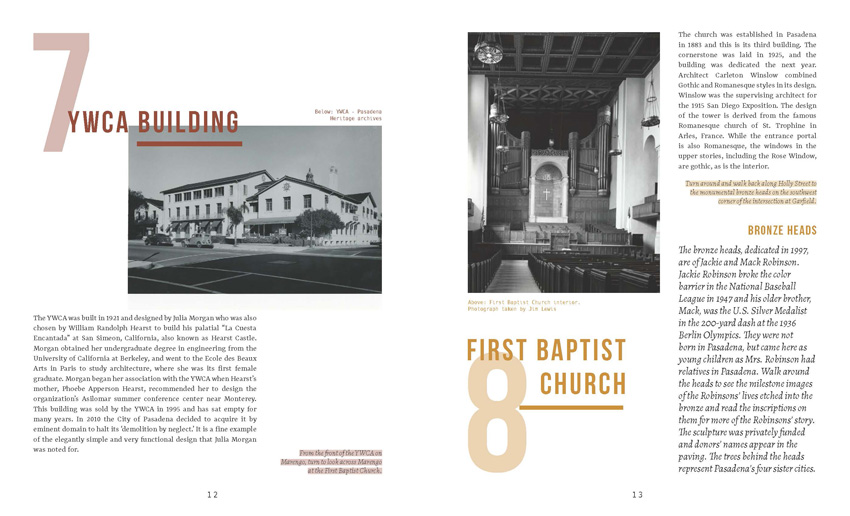 7
YWCA BUILDING
Below: YWCA - Pasadena
Heritage archives
The YWCA was built in 1921 and designed by Julia Morgan who was also
chosen by William Randolph Hearst to build his palatial "La Cuesta
Encantada" at San Simeon, California, also known as Hearst Castle.
Morgan obtained her undergraduate degree in engineering from the
University of California at Berkeley, and went to the Ecole des Beaux
Arts in Paris to study architecture, where she was its first female
graduate. Morgan began her association with the YWCA when Hearst's
mother, Phoebe Apperson Hearst, recommended her to design the
organization's Asilomar summer conference center near Monterey.
This building was sold by the YWCA in 1995 and has sat empty for
many years. In 2010 the City of Pasadena decided to acquire it by
eminent domain to halt its 'demolition by neglect.' It is a fine example
of the elegantly simple and very functional design that Julia Morgan
was noted for.
From the front of the YWCA on
Marengo, turn to look across Marengo
at the First Baptist Church.
12
Above: First Baptist Church interior.
Photograph taken by Jim Lewis
FIRST BAPTIST
CHURCH
8
The church was established in Pasadena
in 1883 and this is its third building. The
cornerstone was laid in 1925, and the
building was dedicated the next year.
Architect Carleton Winslow combined
Gothic and Romanesque styles in its design.
Winslow was the supervising architect for
the 1915 San Diego Exposition. The design
of the tower is derived from the famous
Romanesque church of St. Trophine in
Arles, France. While the entrance portal
is also Romanesque, the windows in the
upper stories, including the Rose Window,
are gothic, as is the interior.
Turn around and walk back along Holly Street to
the monumental bronze heads on the southwest
corner of the intersection at Garfield.
BRONZE HEADS
The bronze heads, dedicated in 1997,
are of Jackie and Mack Robinson.
Jackie Robinson broke the color
barrier in the National Baseball
League in 1947 and his older brother,
Mack, was the U.S. Silver Medalist
in the 200-yard dash at the 1936
Berlin Olympics. They were not
born in Pasadena, but came here as
young children as Mrs. Robinson had
relatives in Pasadena. Walk around
the heads to see the milestone images
of the Robinsons' lives etched into the
bronze and read the inscriptions on
them for more of the Robinsons' story.
The sculpture was privately funded
and donors' names appear in the
paving. The trees behind the heads
represent Pasadena's four sister cities.
13